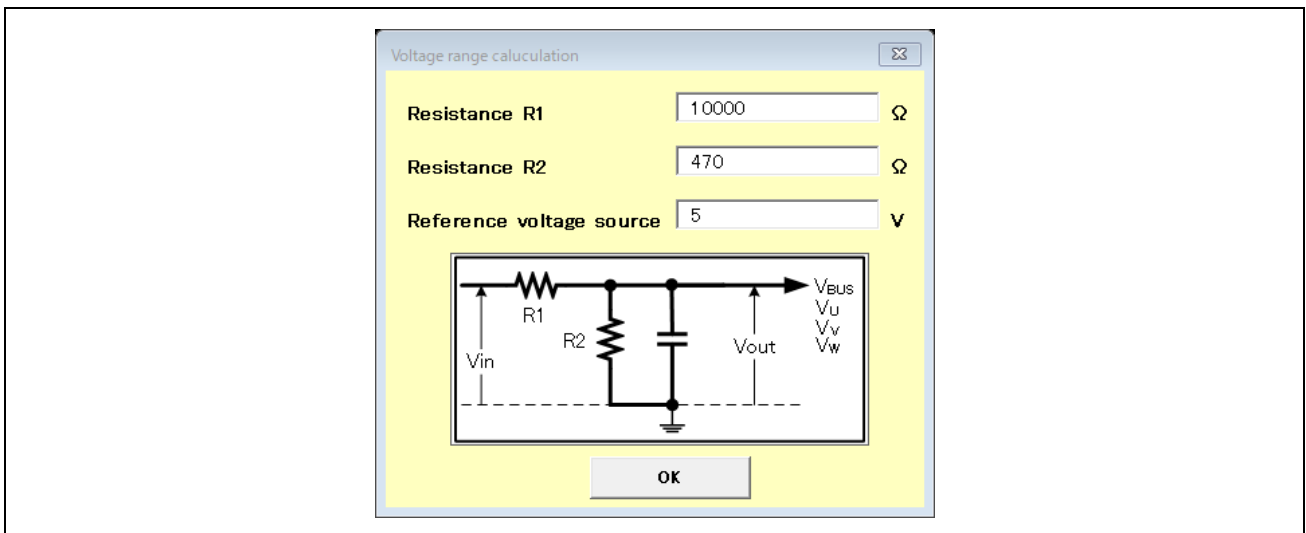 Voltage range caluculation
Resistance R1 10000 Ω
Resistance R2 470 Ω
Reference voltage source 5 V
R1
R2
Vin
Vout
VBUS
VU
VV
VW
OK